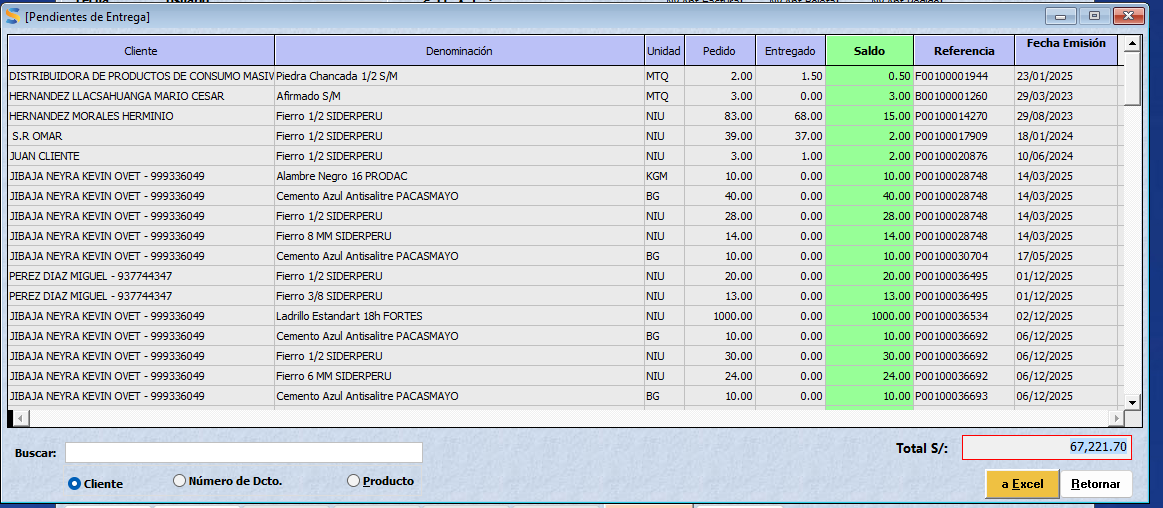 [Pendientes de Entrega]
Cliente Denominación Unidad Pedido Entregado Saldo Referencia Fecha Emisión
DISTRIBUIDORA DE PRODUCTOS DE CONSUMO MASIV Piedra Chancada 1/2 S/M MTQ 2.00 1.50 0.50 F00100001944 23/01/2025
HERNANDEZ LLACSAHUANGA MARIO CESAR Afirmado S/M MTQ 3.00 0.00 3.00 B00100001260 29/03/2023
HERNANDEZ MORALES HERMINIO Fierro 1/2 SIDERPERU NIU 83.00 68.00 15.00 P00100014270 29/08/2023
S.R OMAR Fierro 1/2 SIDERPERU NIU 39.00 37.00 2.00 P00100017909 18/01/2024
JUAN CLIENTE Fierro 1/2 SIDERPERU NIU 3.00 1.00 2.00 P00100020876 10/06/2024
JIBAJA NEYRA KEVIN OVET - 999336049 Alambre Negro 16 PRODAC KGM 10.00 0.00 10.00 P00100028748 14/03/2025
JIBAJA NEYRA KEVIN OVET - 999336049 Cemento Azul Antisalitre PACASMAYO BG 40.00 0.00 40.00 P00100028748 14/03/2025
JIBAJA NEYRA KEVIN OVET - 999336049 Fierro 1/2 SIDERPERU NIU 28.00 0.00 28.00 P00100028748 14/03/2025
JIBAJA NEYRA KEVIN OVET - 999336049 Fierro 8 MM SIDERPERU NIU 14.00 0.00 14.00 P00100028748 14/03/2025
JIBAJA NEYRA KEVIN OVET - 999336049 Cemento Azul Antisalitre PACASMAYO BG 10.00 0.00 10.00 P00100030704 17/05/2025
PEREZ DIAZ MIGUEL - 937744347 Fierro 1/2 SIDERPERU NIU 20.00 0.00 20.00 P00100036495 01/12/2025
PEREZ DIAZ MIGUEL - 937744347 Fierro 3/8 SIDERPERU NIU 13.00 0.00 13.00 P00100036495 01/12/2025
JIBAJA NEYRA KEVIN OVET - 999336049 Ladrillo Estandart 18h FORTES NIU 1000.00 0.00 1000.00 P00100036534 02/12/2025
JIBAJA NEYRA KEVIN OVET - 999336049 Cemento Azul Antisalitre PACASMAYO BG 10.00 0.00 10.00 P00100036692 06/12/2025
JIBAJA NEYRA KEVIN OVET - 999336049 Fierro 1/2 SIDERPERU NIU 30.00 0.00 30.00 P00100036692 06/12/2025
JIBAJA NEYRA KEVIN OVET - 999336049 Fierro 6 MM SIDERPERU NIU 24.00 0.00 24.00 P00100036692 06/12/2025
JIBAJA NEYRA KEVIN OVET - 999336049 Cemento Azul Antisalitre PACASMAYO BG 10.00 0.00 10.00 P00100036693 06/12/2025
Buscar: Total S/: 67,221.70
Cliente Número de Dcto. Producto
a Excel Retornar